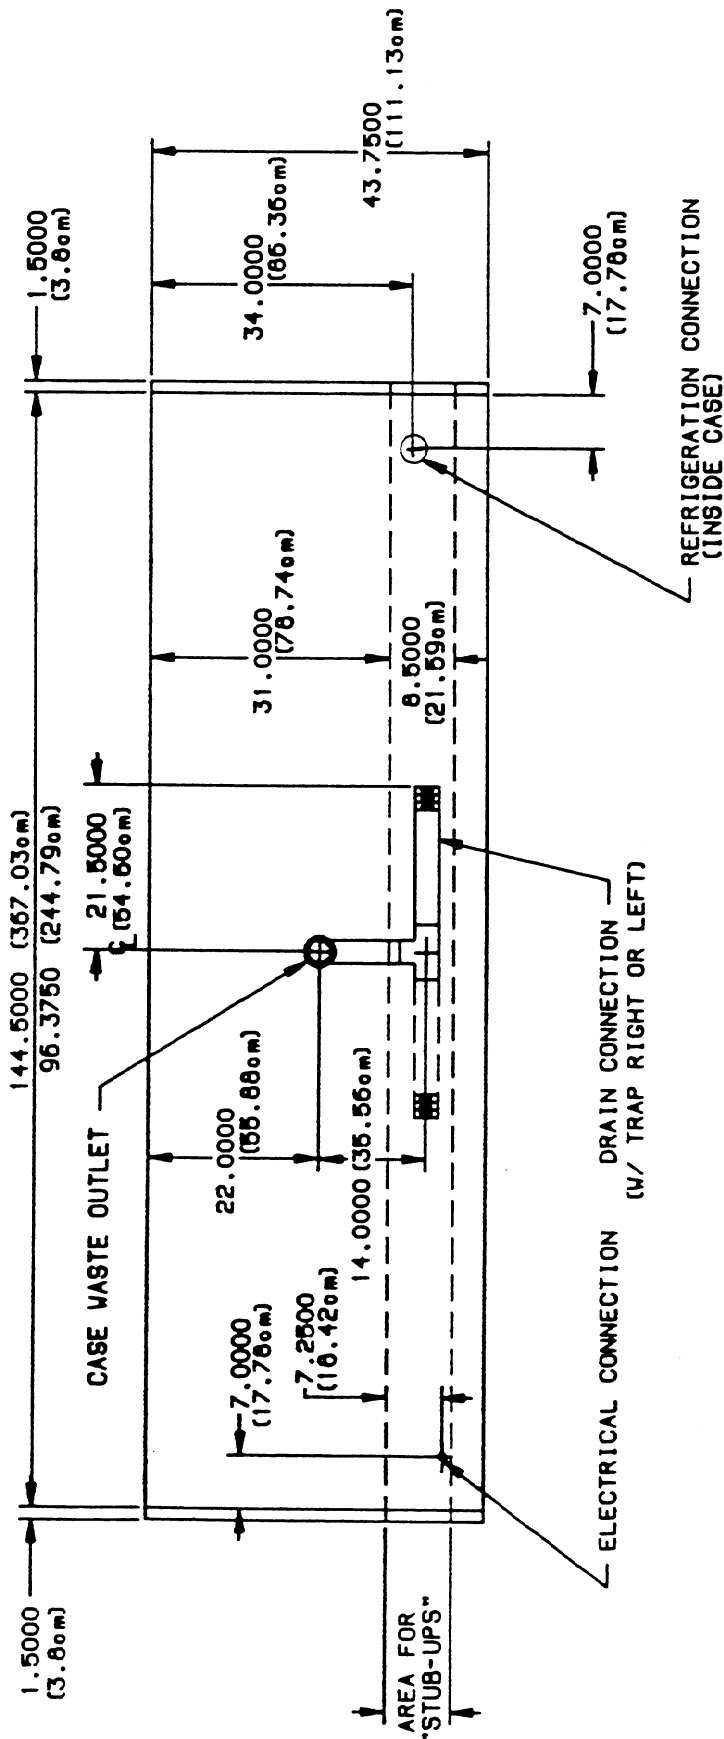 1.5000
(3.8cm)
144.5000 (367.03cm)
96.3750 (244.79cm)
1.5000
(3.8cm)
CASE WASTE OUTLET
21.5000
℄ (54.60cm)
43.7500
(111.13cm)
34.0000
(86.36cm)
31.0000
(78.74cm)
22.0000
(55.88cm)
14.0000 (35.56cm)
8.5000
(21.59cm)
7.0000
(17.78cm)
7.2500
(18.42cm)
7.0000
(17.78cm)
AREA FOR
"STUB-UPS"
ELECTRICAL CONNECTION
DRAIN CONNECTION
(W/ TRAP RIGHT OR LEFT)
REFRIGERATION CONNECTION
(INSIDE CASE)